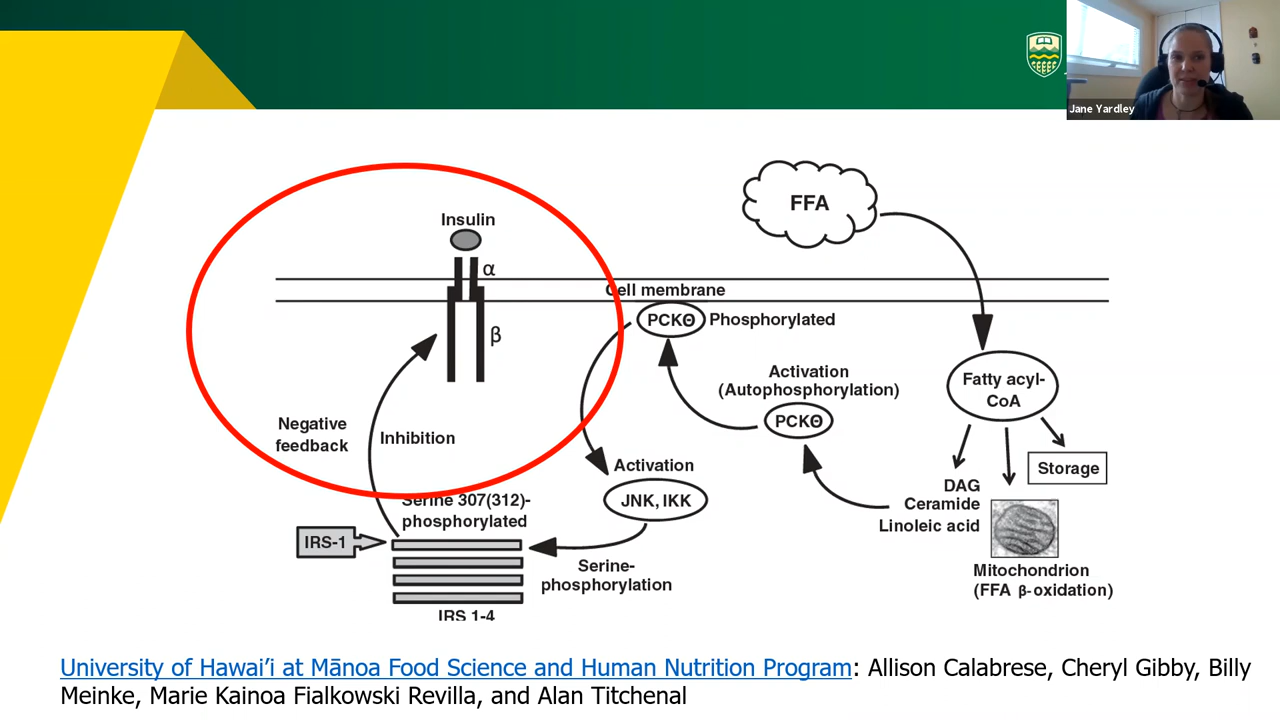 Jane Yardley
FFA
Insulin
α
Cell membrane
PCKΘ
Phosphorylated
β
Activation
(Autophosphorylation)
Fatty acyl-
CoA
PCKΘ
Negative
feedback
Inhibition
Activation
Storage
JNK, IKK
DAG
Ceramide
Linoleic acid
Serine 307(312)-
phosphorylated
IRS-1
Serine-
phosphorylation
Mitochondrion
(FFA β-oxidation)
IRS 1-4
University of Hawai’i at Mānoa Food Science and Human Nutrition Program: Allison Calabrese, Cheryl Gibby, Billy
Meinke, Marie Kainoa Fialkowski Revilla, and Alan Titchenal